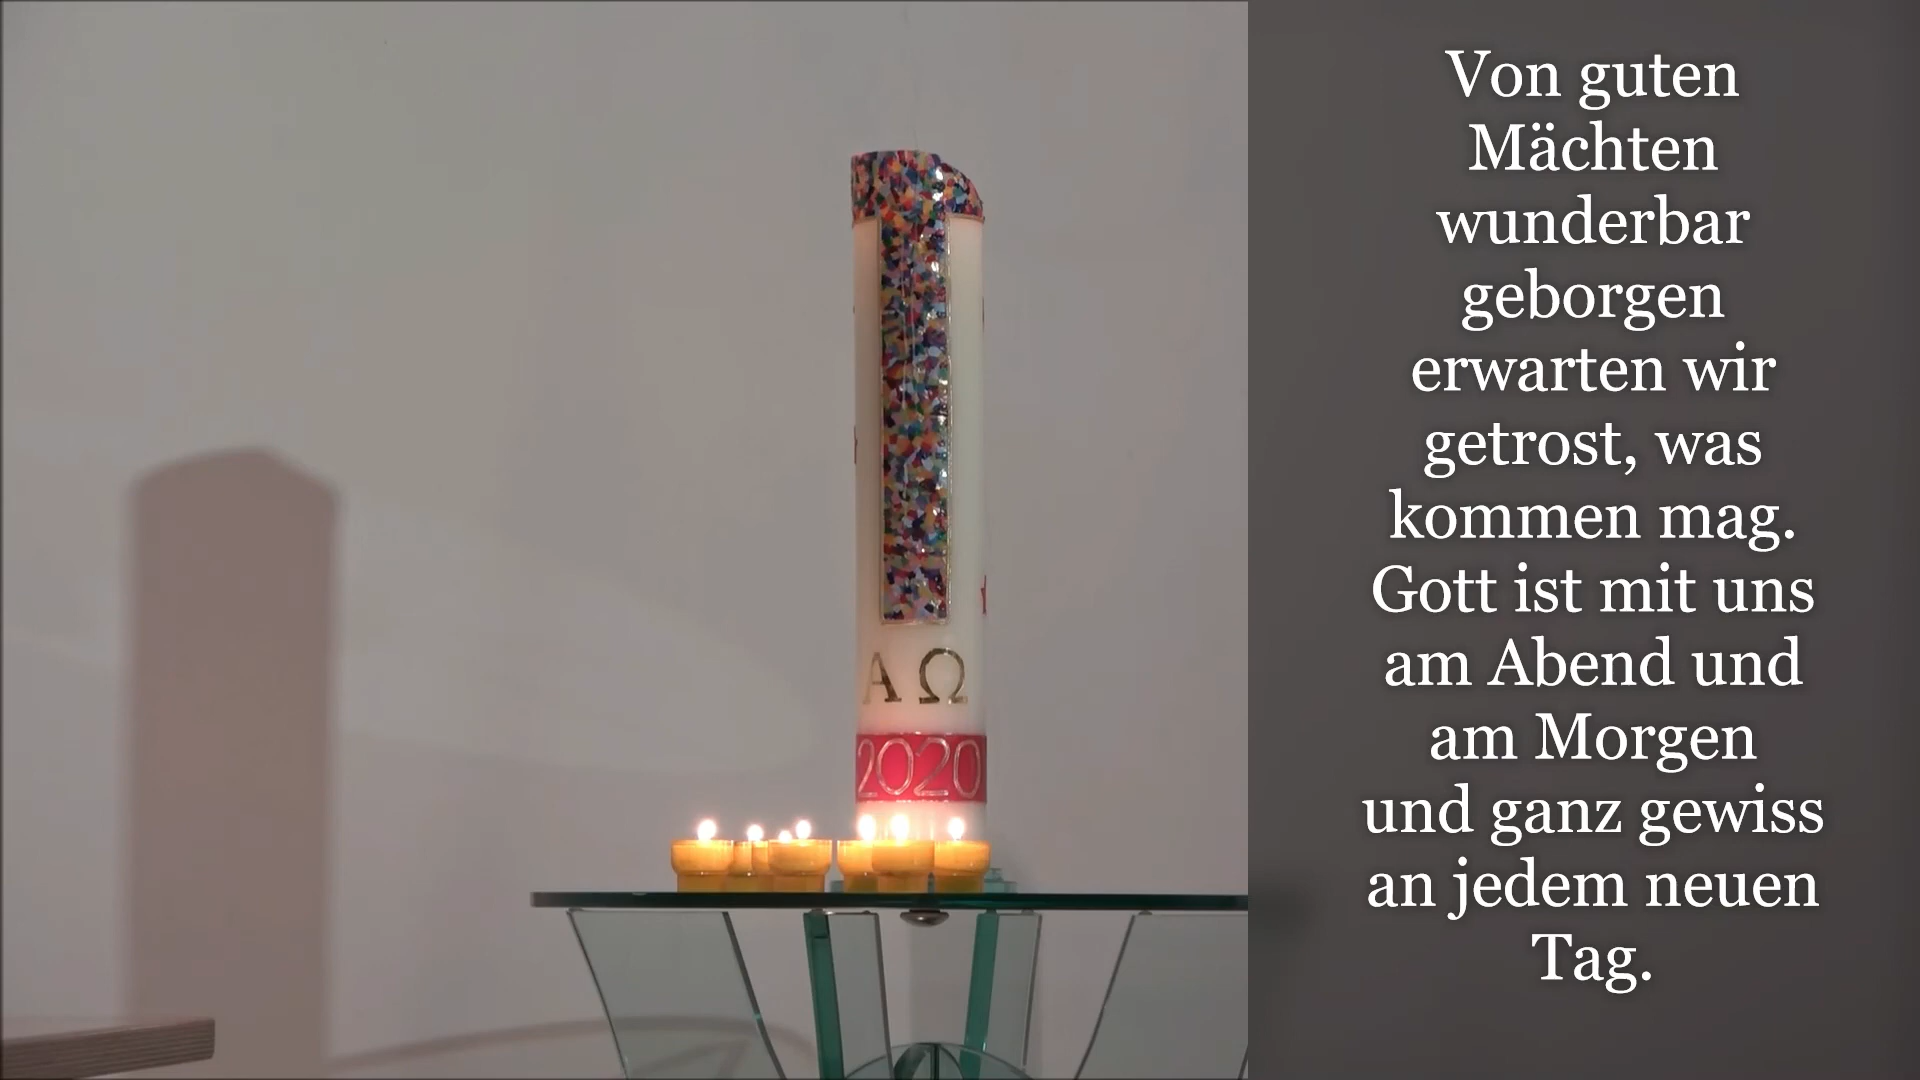 Von guten
Mächten
wunderbar
geborgen
erwarten wir
getrost, was
kommen mag.
Gott ist mit uns
am Abend und
am Morgen
und ganz gewiss
an jedem neuen
Tag.
Α Ω
2020